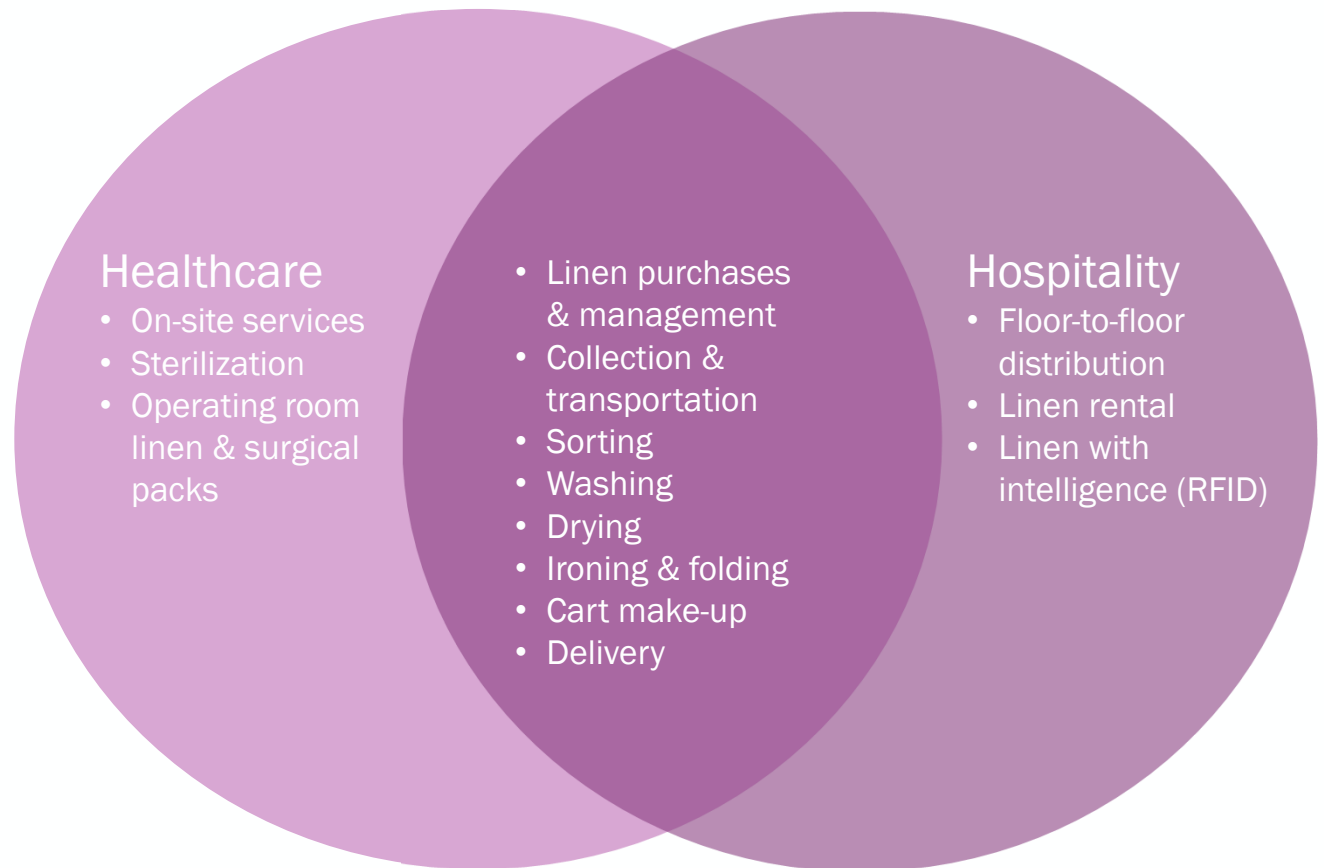 Healthcare
• On-site services
• Sterilization
• Operating room
linen & surgical
packs
• Linen purchases
& management
• Collection &
transportation
• Sorting
• Washing
• Drying
• Ironing & folding
• Cart make-up
• Delivery
Hospitality
• Floor-to-floor
distribution
• Linen rental
• Linen with
intelligence (RFID)